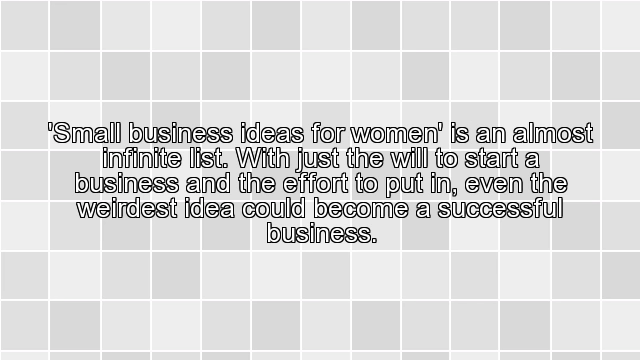 'Small business ideas for women' is an almost
infinite list. With just the will to start a
business and the effort to put in, even the
weirdest idea could become a successful
business.